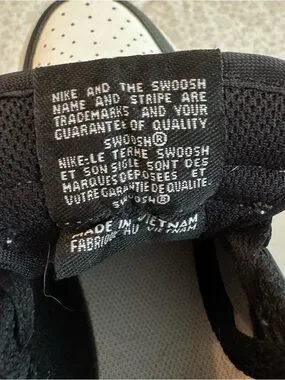 NIKE AND THE SWOOSH
NAME AND STRIPE ARE
TRADEMARKS AND YOUR
GUARANTEE OF QUALITY
SWOOSH®
NIKE-LE TERME SWOOSH
ET SON SIGLE SONT DES
MARQUES DEPOSEES ET
VOTRE GARANTIE DE QUALITE.
SWOOSH®
MADE IN VIETNAM
FABRIQUE AU VIETNAM